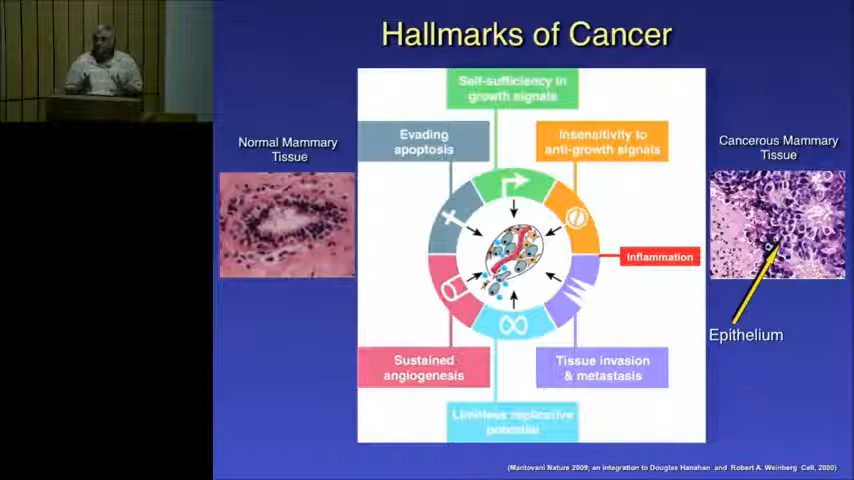 Hallmarks of Cancer
Self-sufficiency in
growth signals
Evading
apoptosis
Insensitivity to
anti-growth signals
Normal Mammary
Tissue
Cancerous Mammary
Tissue
Inflammation
Epithelium
Sustained
angiogenesis
Tissue invasion
& metastasis
Limitless replicative
potential
(Mantovani Nature 2009; an integration to Douglas Hanahan and Robert A. Weinberg Cell, 2000)